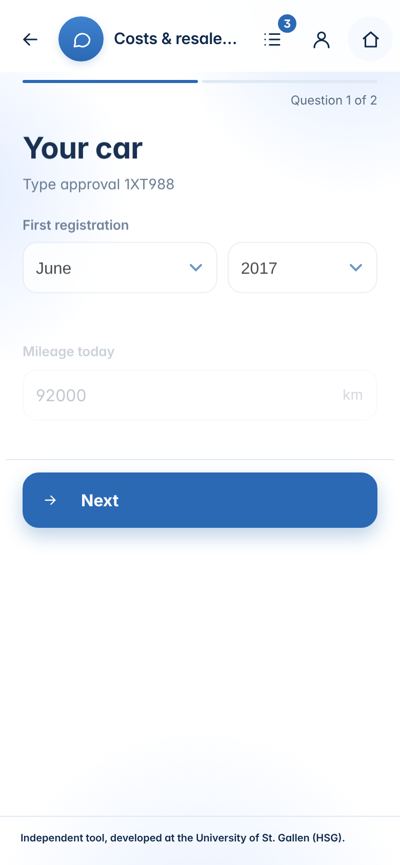 Costs & resale...
3
Question 1 of 2
Your car
Type approval 1XT988
First registration
June
2017
Mileage today
92000
km
Next
Independent tool, developed at the University of St. Gallen (HSG).